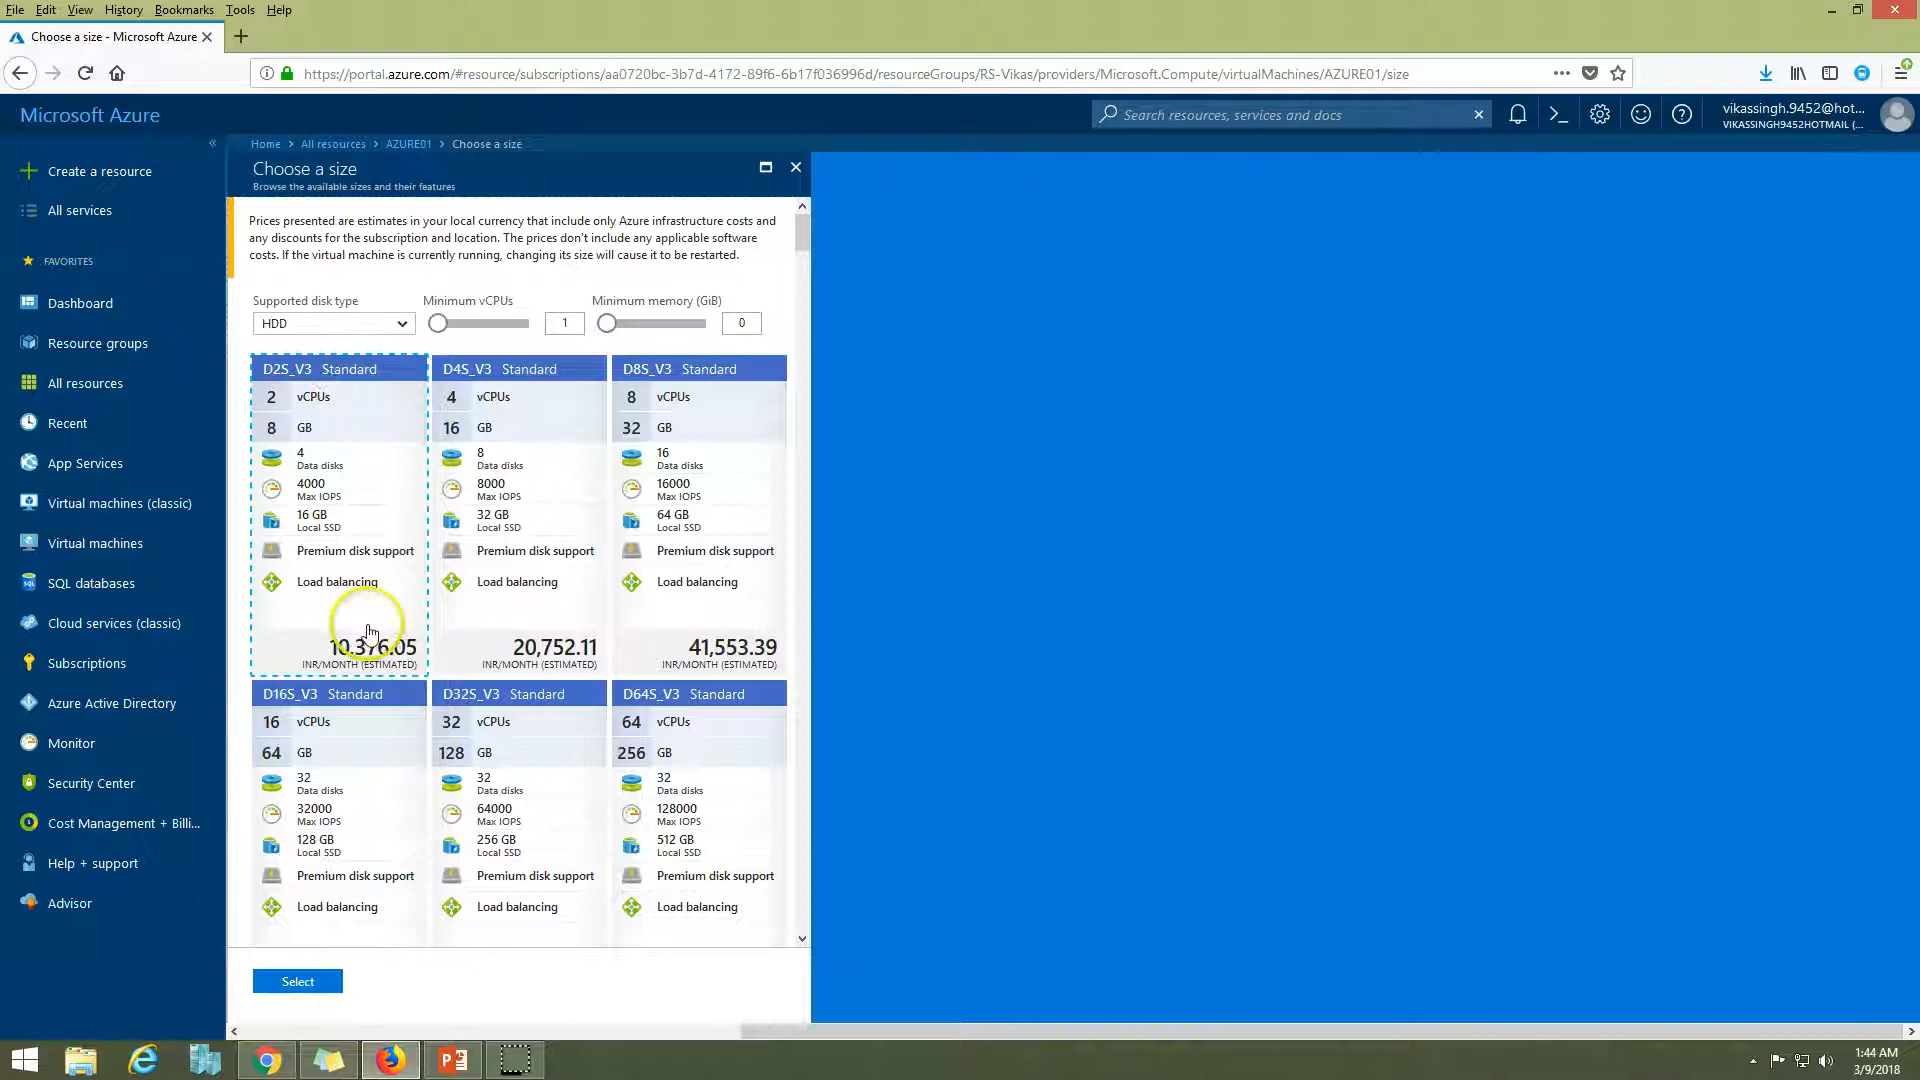 File Edit View History Bookmarks Tools Help
Choose a size - Microsoft Azure
https://portal.azure.com/#resource/subscriptions/aa0720bc-3b7d-4172-89f6-6b17f036996d/resourceGroups/RS-Vikas/providers/Microsoft.Compute/virtualMachines/AZURE01/size
Microsoft Azure
Search resources, services and docs
vikassingh.9452@hot...
VIKASSINGH9452HOTMAIL (...
Home > All resources > AZURE01 > Choose a size
Choose a size
Browse the available sizes and their features
Create a resource
All services
FAVORITES
Dashboard
Resource groups
All resources
Recent
App Services
Virtual machines (classic)
Virtual machines
SQL databases
Cloud services (classic)
Subscriptions
Azure Active Directory
Monitor
Security Center
Cost Management + Billi...
Help + support
Advisor
Prices presented are estimates in your local currency that include only Azure infrastructure costs and
any discounts for the subscription and location. The prices don't include any applicable software
costs. If the virtual machine is currently running, changing its size will cause it to be restarted.
Supported disk type Minimum vCPUs Minimum memory (GiB)
HDD 1 0
D2S_V3 Standard
2 vCPUs
8 GB
4
Data disks
4000
Max IOPS
16 GB
Local SSD
Premium disk support
Load balancing
10,376.05
INR/MONTH (ESTIMATED)
D4S_V3 Standard
4 vCPUs
16 GB
8
Data disks
8000
Max IOPS
32 GB
Local SSD
Premium disk support
Load balancing
20,752.11
INR/MONTH (ESTIMATED)
D8S_V3 Standard
8 vCPUs
32 GB
16
Data disks
16000
Max IOPS
64 GB
Local SSD
Premium disk support
Load balancing
41,553.39
INR/MONTH (ESTIMATED)
D16S_V3 Standard
16 vCPUs
64 GB
32
Data disks
32000
Max IOPS
128 GB
Local SSD
Premium disk support
Load balancing
D32S_V3 Standard
32 vCPUs
128 GB
32
Data disks
64000
Max IOPS
256 GB
Local SSD
Premium disk support
Load balancing
D64S_V3 Standard
64 vCPUs
256 GB
32
Data disks
128000
Max IOPS
512 GB
Local SSD
Premium disk support
Load balancing
Select
1:44 AM
3/9/2018